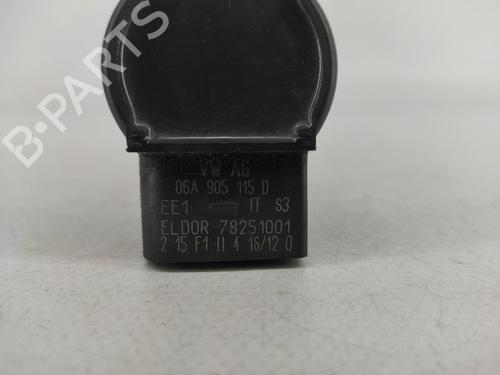 B-PARTS
VW AG
06A 905 115 D
EE1 IT S3
ELDOR 78251001
2 15 F1 II 4 16/12 0
B-PARTS